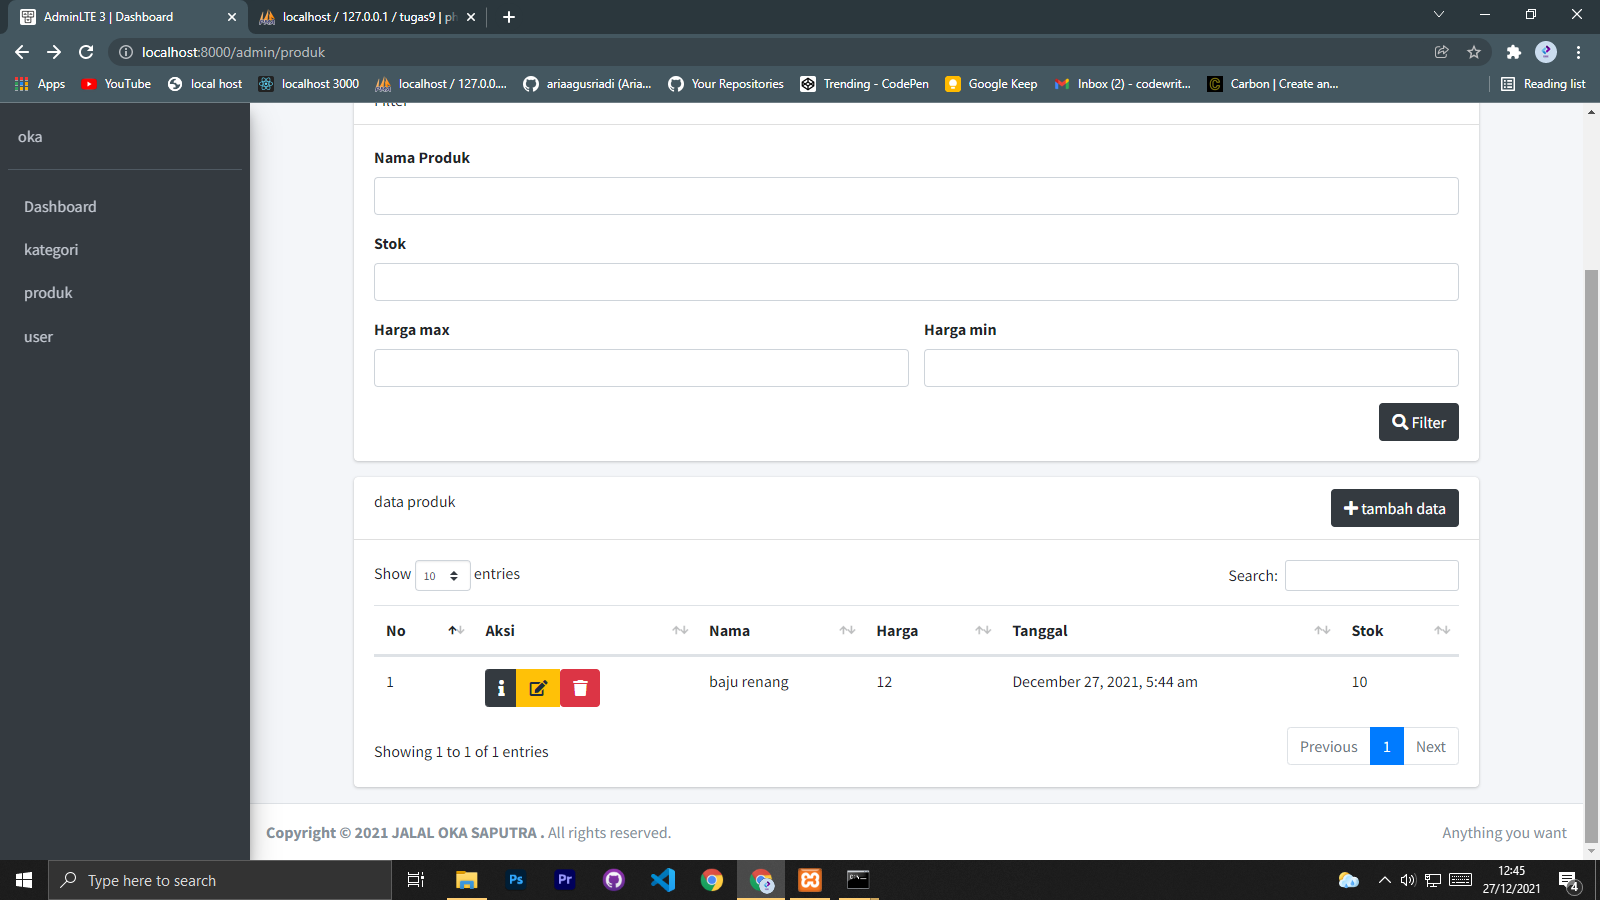 AdminLTE 3 | Dashboard
localhost / 127.0.0.1 / tugas9 | ph
localhost:8000/admin/produk
Apps
YouTube
local host
localhost 3000
localhost / 127.0.0....
ariaagusriadi (Aria...
Your Repositories
Trending - CodePen
Google Keep
Inbox (2) - codewrit...
Carbon | Create an...
Reading list
oka
Dashboard
kategori
produk
user
Filter
Nama Produk
Stok
Harga max
Harga min
Filter
data produk
tambah data
Show 10 entries
Search:
No Aksi Nama Harga Tanggal Stok
1 baju renang 12 December 27, 2021, 5:44 am 10
Showing 1 to 1 of 1 entries
Previous 1 Next
Copyright © 2021 JALAL OKA SAPUTRA . All rights reserved.
Anything you want
Type here to search
Ps
Pr
12:45
27/12/2021
4